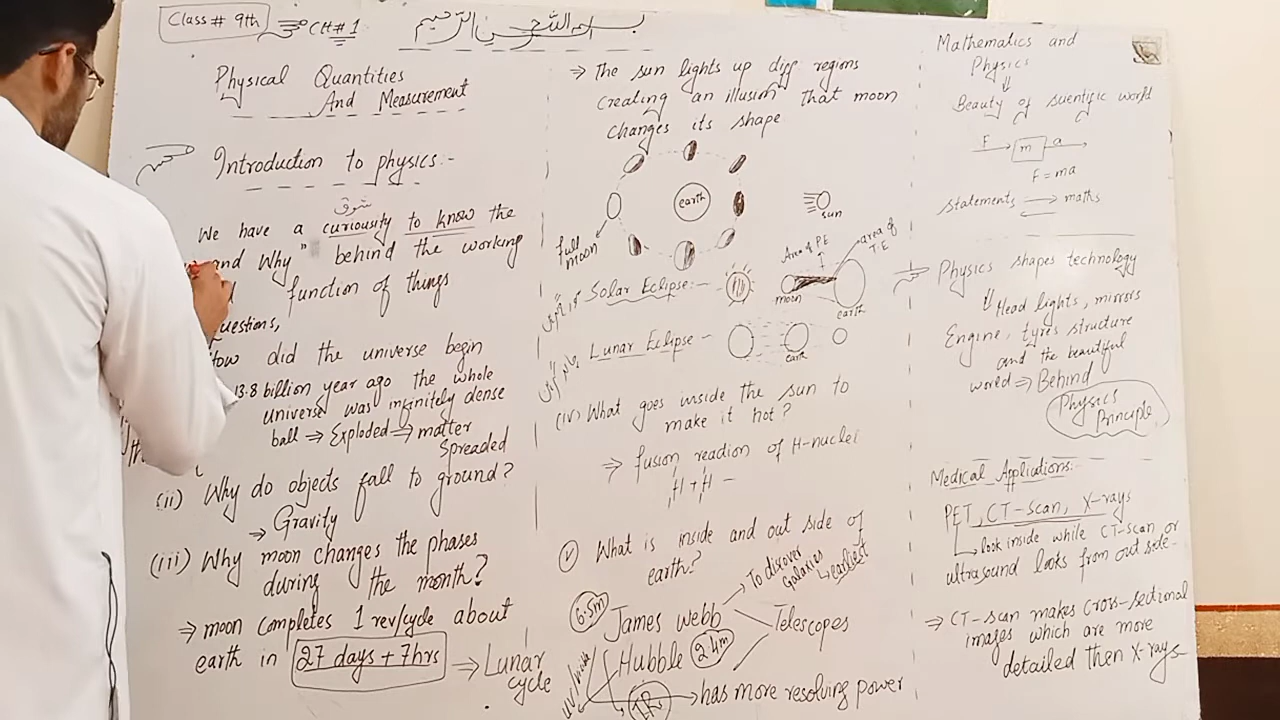 Class # 9th
CH # 1
بسم الله الرحمن الرحيم
Physical Quantities
And Measurement
Introduction to physics:-
شوق
We have a curiousity to know the
and Why" behind the working
function of things
uestions,
How did the universe begin
13.8 billion year ago the whole
universe was infinitely dense
ball ⇒ Exploded ⇒ matter
Spreaded
(ii) Why do objects fall to ground?
→ Gravity
(iii) Why moon changes the phases
during the month?
⇒ moon completes 1 rev/cycle about
earth in 27 days + 7hrs → Lunar
cycle
⇒ The sun lights up diff regions
creating an illusion that moon
changes its shape
earth
full
moon
sun
Area of PE
area of
T.E
Solar Eclipse:-
moon
earth
Lunar Eclipse -
earth
(iv) What goes inside the sun to
make it hot?
⇒ fusion reaction of H-nuclei
H + H -
(v) What is inside and out side of
earth?
To discover
Galaxies
earliest
6.5m
James webb
Telescopes
Hubble 2.4m
IR → has more resolving power
Mathematics and
Physics
⇓
Beauty of scientific world
F → m a →
F = ma
statements → maths
Physics shapes technology
Head lights, mirrors
Engine, tyres structure
and the beautiful
world ⇒ Behind
Physics
Principle
Medical Applications:-
PET, CT-scan, X-rays
look inside while CT-scan or
ultrasound looks from out side-
⇒ CT-scan makes cross-sectional
images which are more
detailed then X-rays